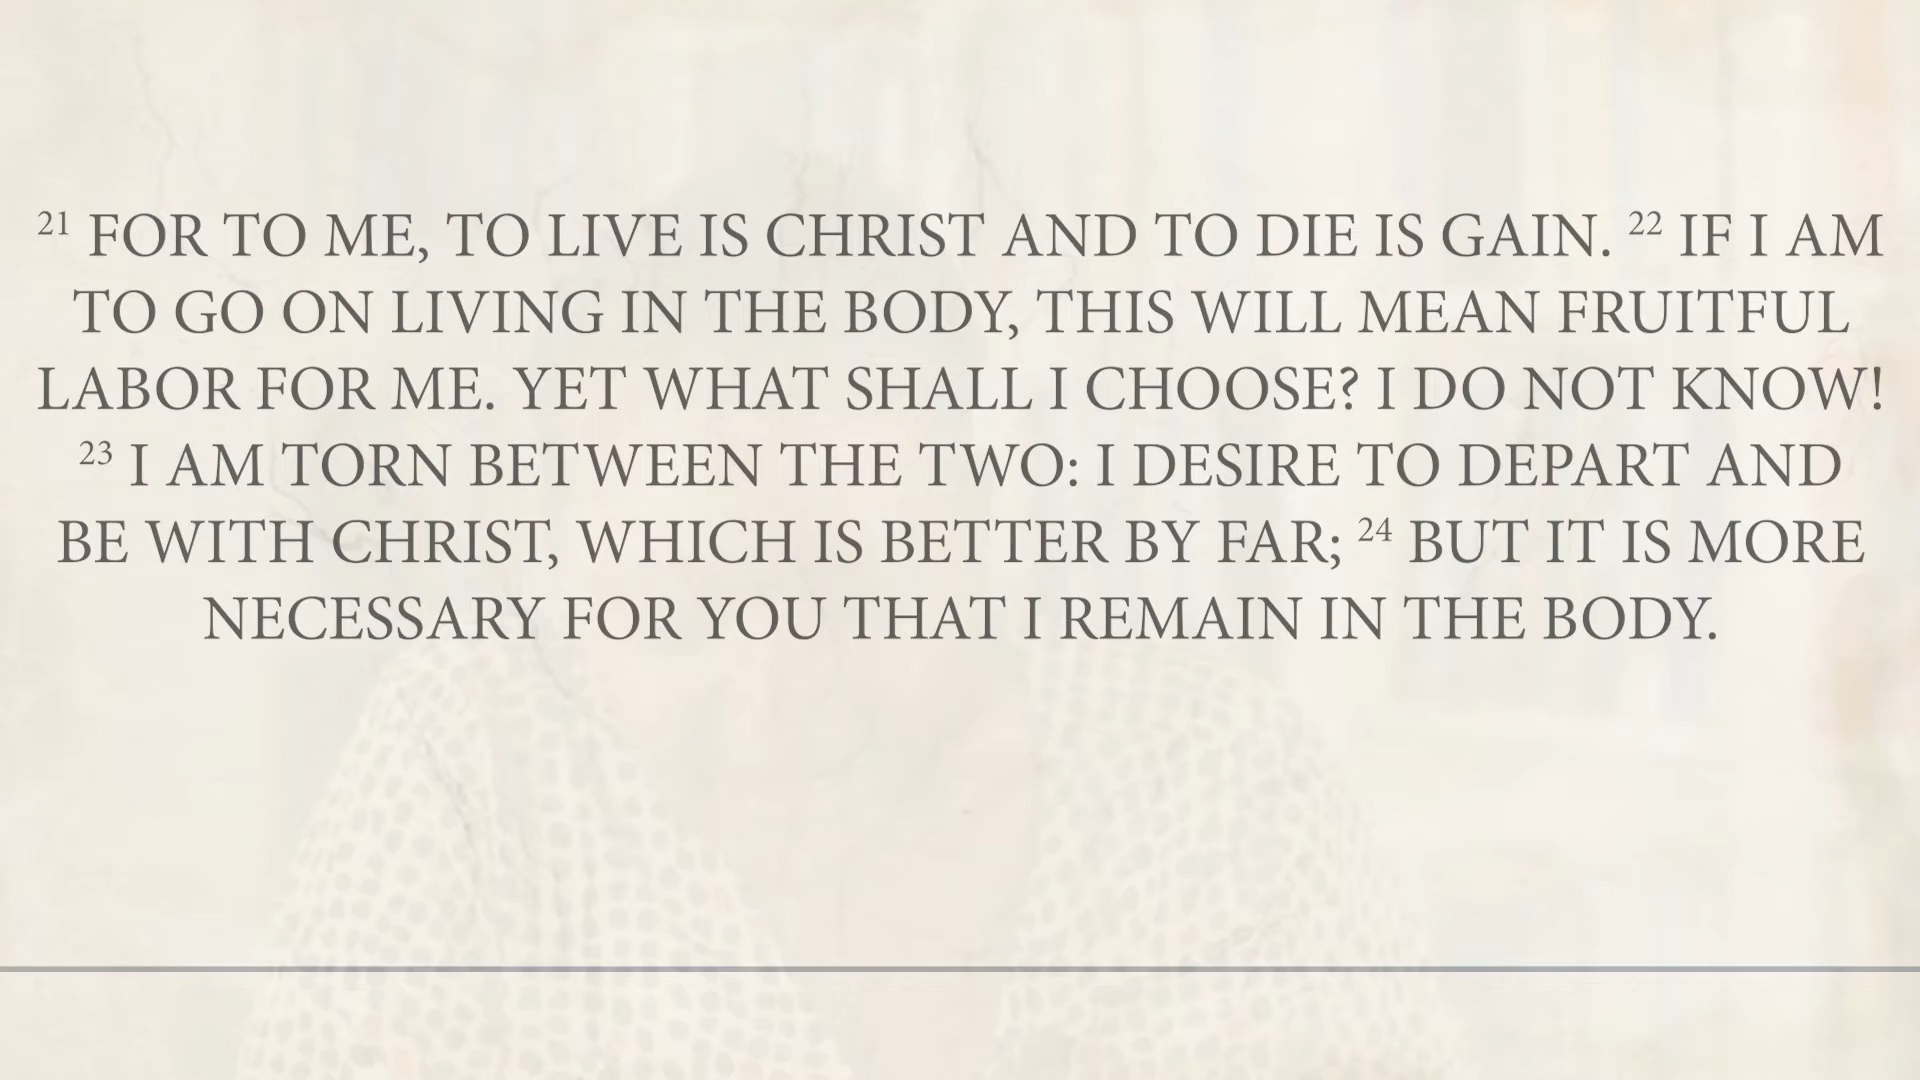 21 FOR TO ME, TO LIVE IS CHRIST AND TO DIE IS GAIN. 22 IF I AM
TO GO ON LIVING IN THE BODY, THIS WILL MEAN FRUITFUL
LABOR FOR ME. YET WHAT SHALL I CHOOSE? I DO NOT KNOW!
23 I AM TORN BETWEEN THE TWO: I DESIRE TO DEPART AND
BE WITH CHRIST, WHICH IS BETTER BY FAR; 24 BUT IT IS MORE
NECESSARY FOR YOU THAT I REMAIN IN THE BODY.